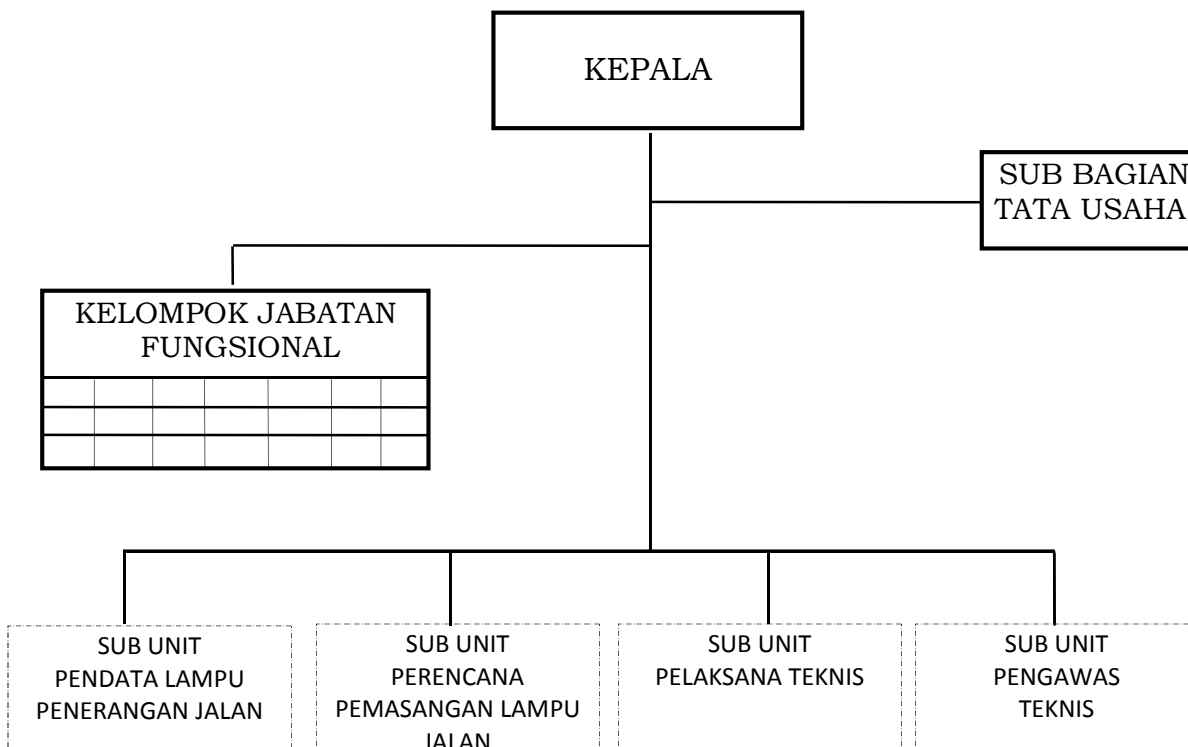 KEPALA
SUB BAGIAN
TATA USAHA
KELOMPOK JABATAN
FUNGSIONAL
SUB UNIT
PENDATA LAMPU
PENERANGAN JALAN
SUB UNIT
PERENCANA
PEMASANGAN LAMPU
JALAN
SUB UNIT
PELAKSANA TEKNIS
SUB UNIT
PENGAWAS
TEKNIS